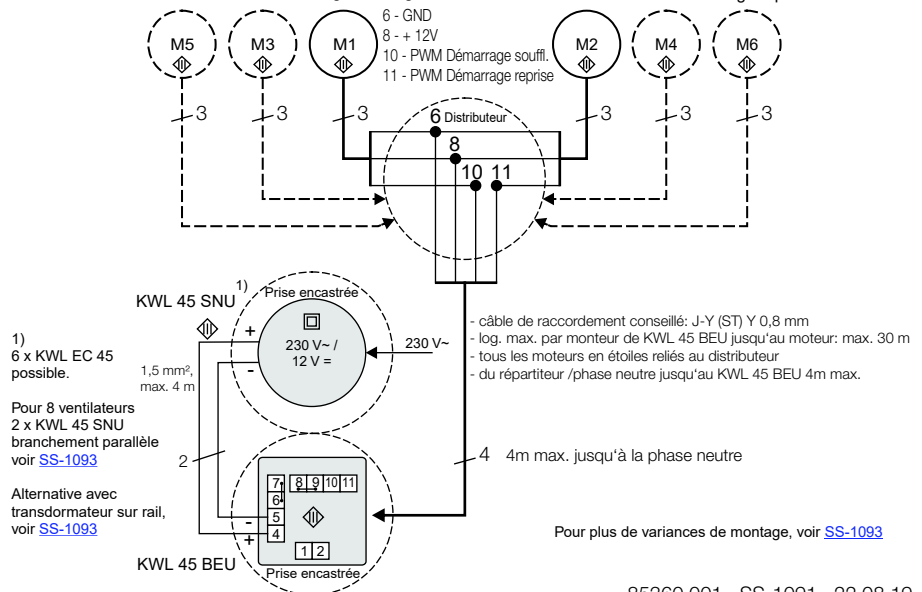 6 - GND
8 - + 12V
10 - PWM Démarrage souffl.
11 - PWM Démarrage reprise
M5
M3
M1
M2
M4
M6
3
3
3
3
3
3
6 Distributeur
8
10 11
KWL 45 SNU
1)
Prise encastrée
230 V~ /
12 V =
230 V~
+
-
1,5 mm²,
max. 4 m
1)
6 x KWL EC 45
possible.
Pour 8 ventilateurs
2 x KWL 45 SNU
branchement parallèle
voir SS-1093
Alternative avec
transdormateur sur rail,
voir SS-1093
- câble de raccordement conseillé: J-Y (ST) Y 0,8 mm
- log. max. par monteur de KWL 45 BEU jusqu'au moteur: max. 30 m
- tous les moteurs en étoiles reliés au distributeur
- du répartiteur /phase neutre jusqu'au KWL 45 BEU 4m max.
2
4 4m max. jusqu'à la phase neutre
7
6
5
4
8 9 10 11
1 2
-
+
KWL 45 BEU
Prise encastrée
Pour plus de variances de montage, voir SS-1093